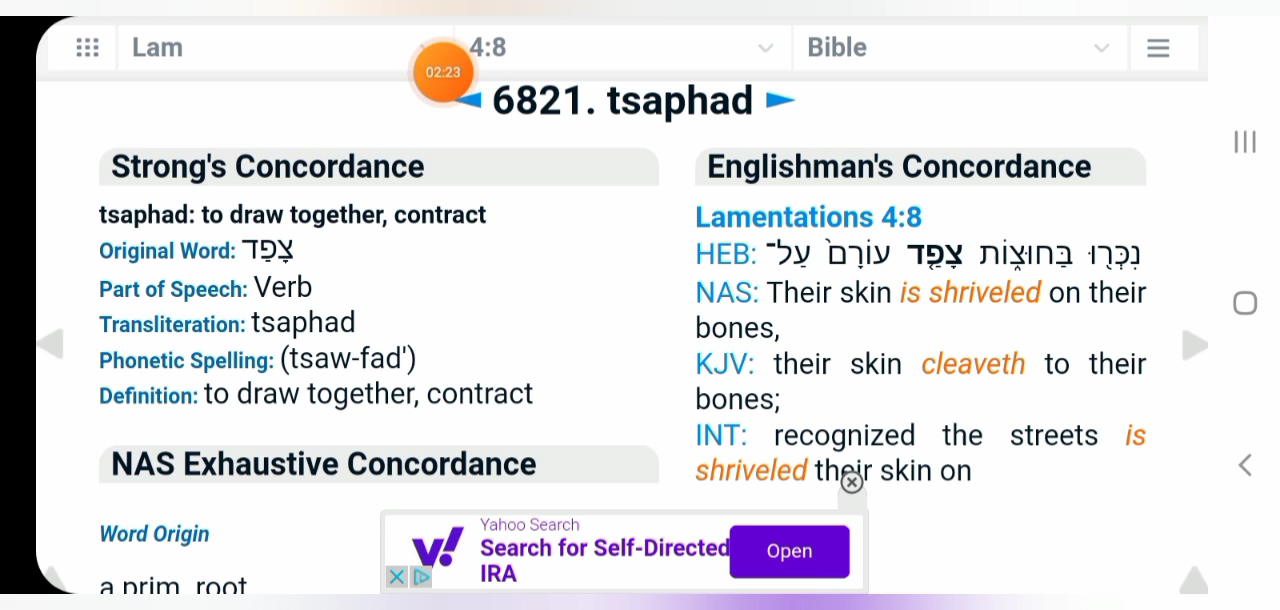 Lam
4:8
Bible
02:23
6821. tsaphad
Strong's Concordance
tsaphad: to draw together, contract
Original Word: צָפַד
Part of Speech: Verb
Transliteration: tsaphad
Phonetic Spelling: (tsaw-fad')
Definition: to draw together, contract
NAS Exhaustive Concordance
Word Origin
a prim. root
Englishman's Concordance
Lamentations 4:8
HEB: נִכְּר֖וּ בַּחוּצ֑וֹת צָפַ֤ד עוֹרָם֙ עַל־
NAS: Their skin is shriveled on their
bones,
KJV: their skin cleaveth to their
bones;
INT: recognized the streets is
shriveled their skin on
Yahoo Search
Search for Self-Directed
IRA
Open